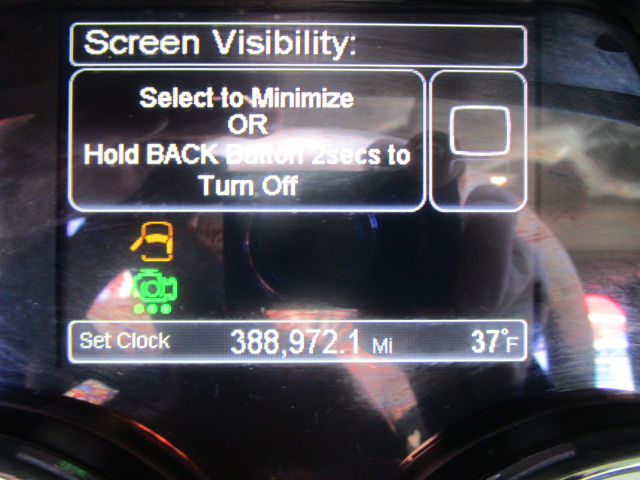 Screen Visibility:
Select to Minimize
OR
Hold BACK Button 2secs to
Turn Off
Set Clock 388,972.1 Mi 37°F